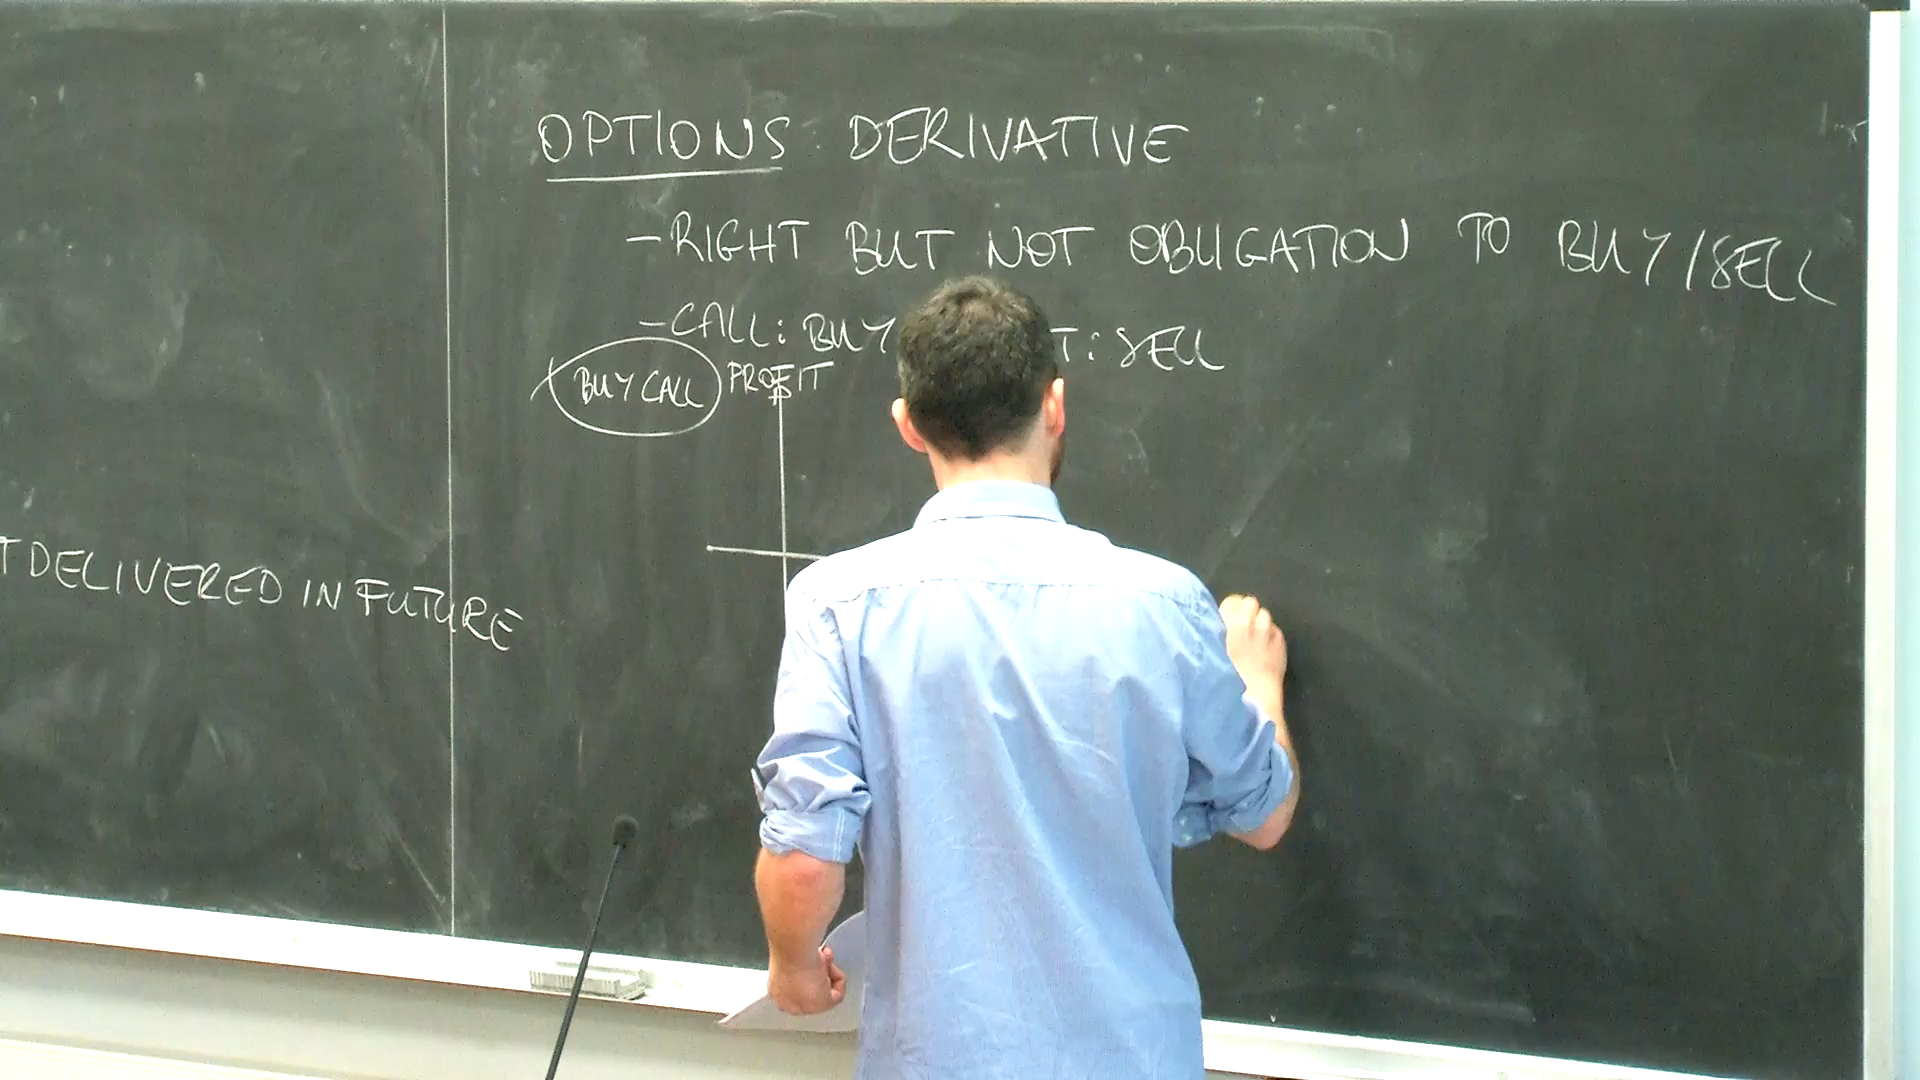 OPTIONS: DERIVATIVE
- RIGHT BUT NOT OBLIGATION TO BUY/SELL
- CALL: BUY T: SELL
BUY CALL PROFIT
T DELIVERED IN FUTURE